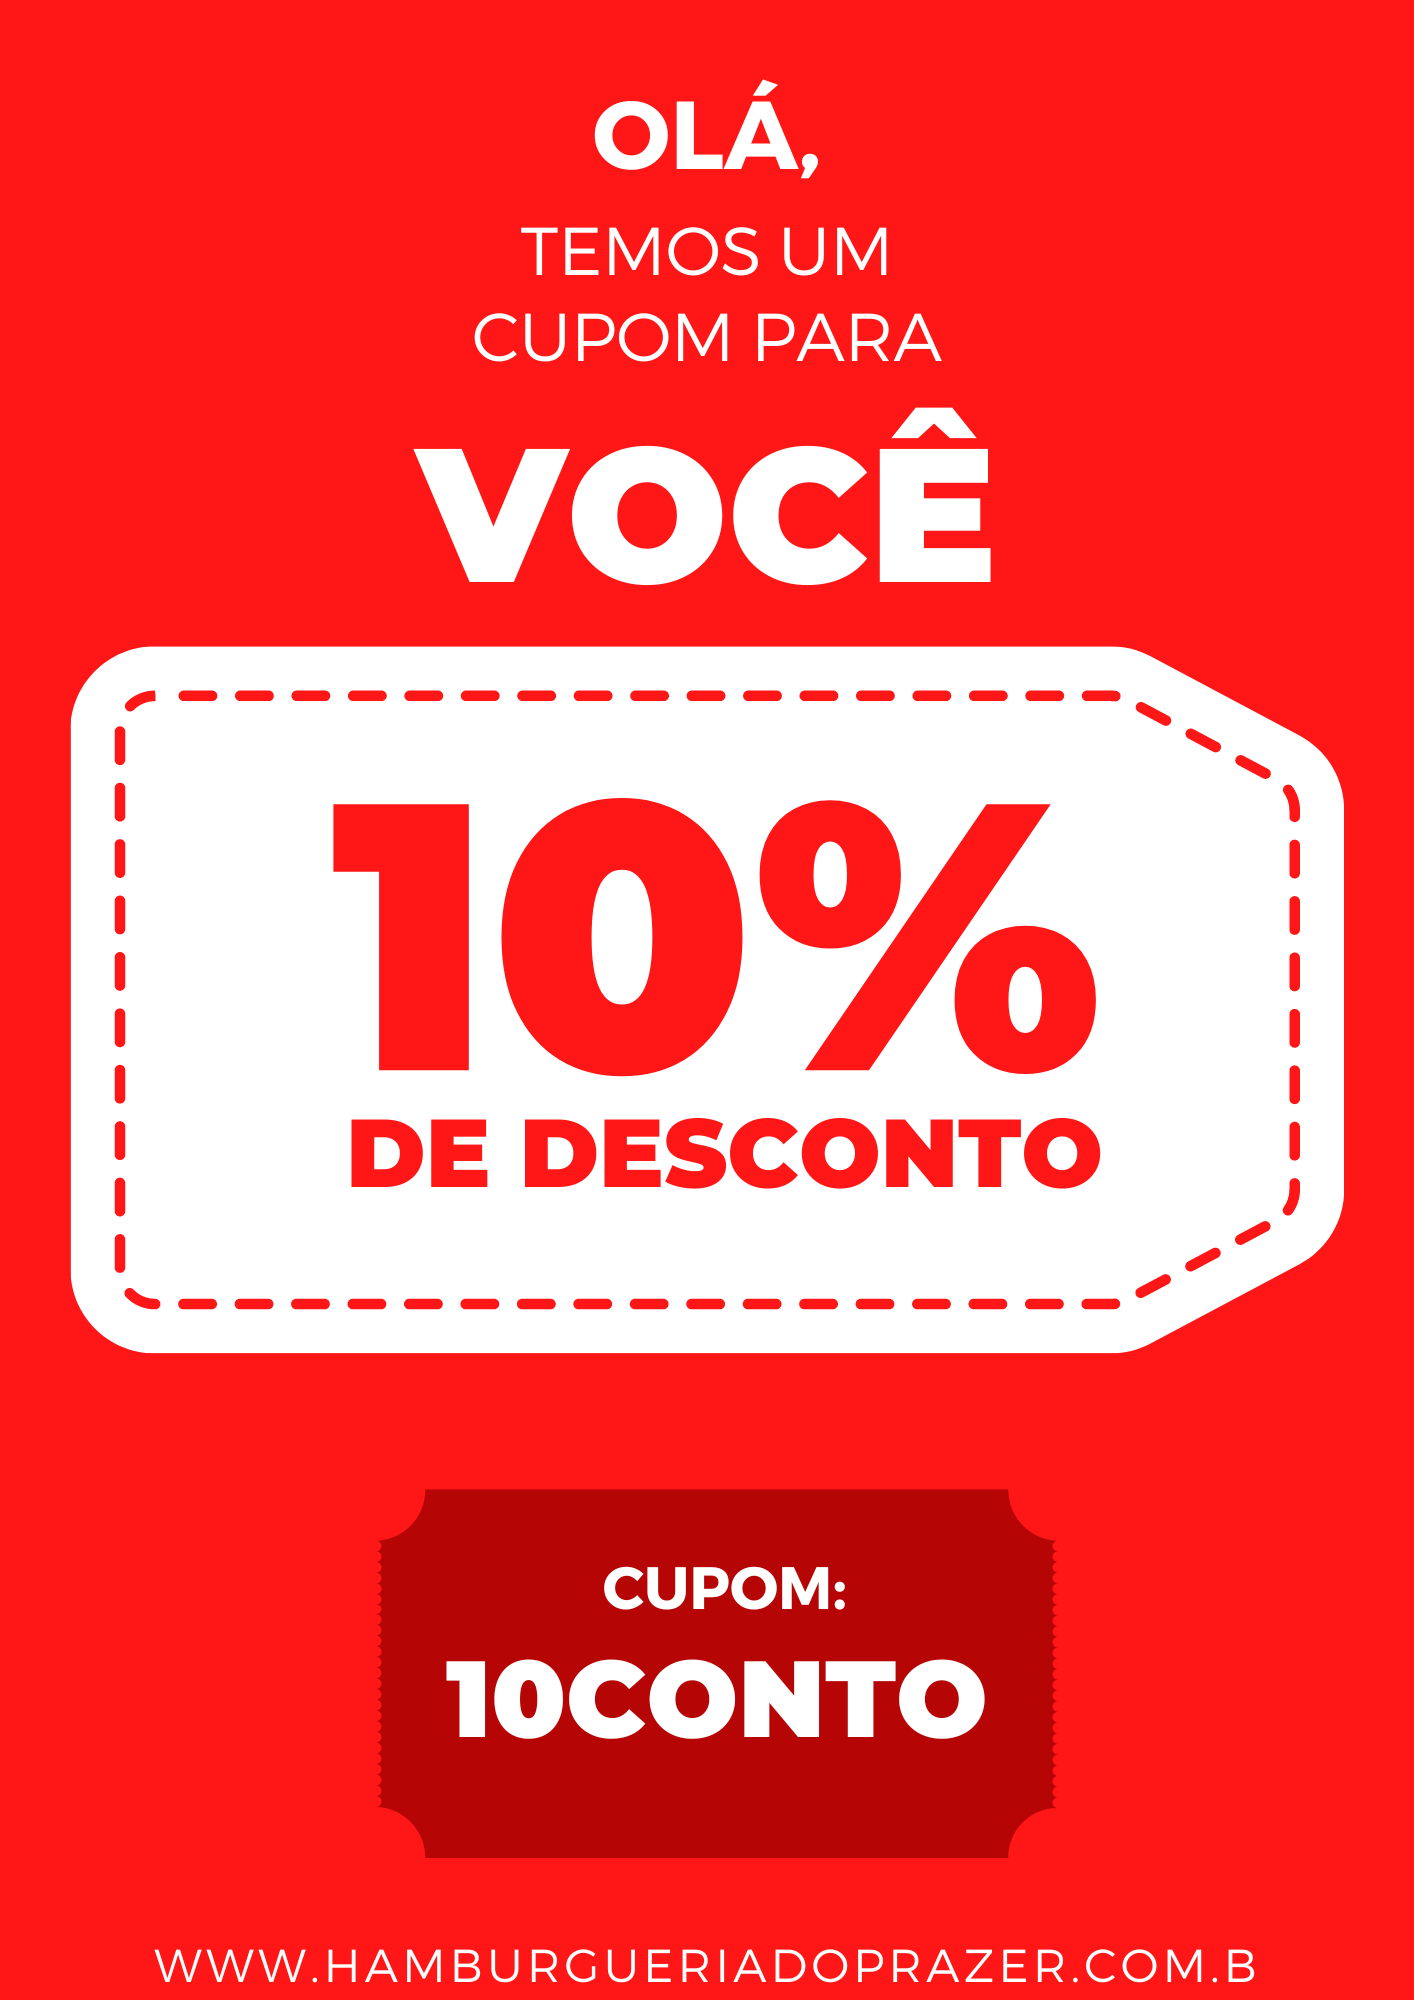 OLÁ,
TEMOS UM
CUPOM PARA
VOCÊ
10%
DE DESCONTO
CUPOM:
10CONTO
WWW.HAMBURGUERIADOPRAZER.COM.B